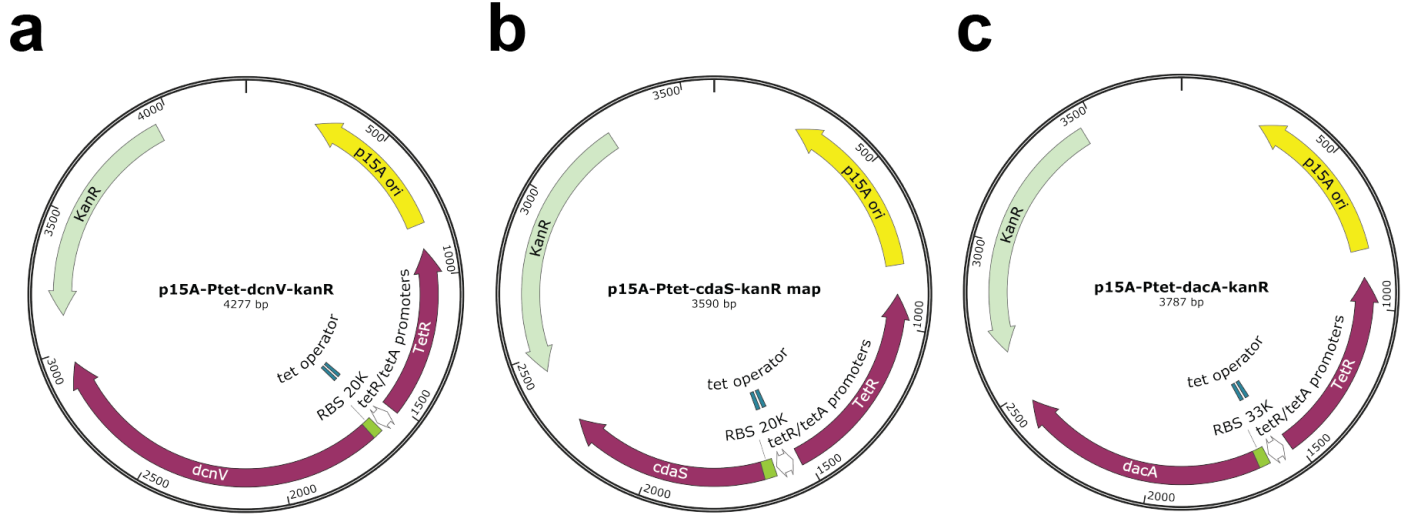 a
4000
500
p15A ori
KanR
3500
1000
p15A-Ptet-dcnV-kanR
4277 bp
tet operator
tetR/tetA promoters
TetR
RBS 20K
3000
1500
dcnV
2500
2000
b
3500
500
p15A ori
3000
KanR
p15A-Ptet-cdaS-kanR map
3590 bp
1000
tet operator
tetR/tetA promoters
TetR
2500
RBS 20K
cdaS
1500
2000
c
3500
500
p15A ori
KanR
3000
p15A-Ptet-dacA-kanR
3787 bp
1000
tet operator
tetR/tetA promoters
TetR
RBS 33K
2500
1500
dacA
2000